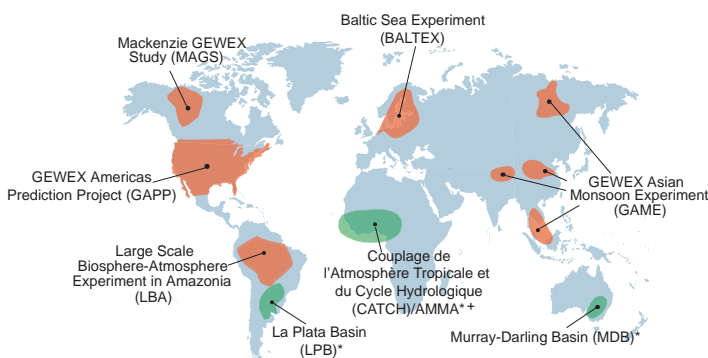 Baltic Sea Experiment
(BALTEX)
Mackenzie GEWEX
Study (MAGS)
GEWEX Americas
Prediction Project (GAPP)
GEWEX Asian
Monsoon Experiment
(GAME)
Large Scale
Biosphere-Atmosphere
Experiment in Amazonia
(LBA)
Couplage de
l'Atmosphère Tropicale et
du Cycle Hydrologique
(CATCH)/AMMA*+
La Plata Basin
(LPB)*
Murray-Darling Basin (MDB)*